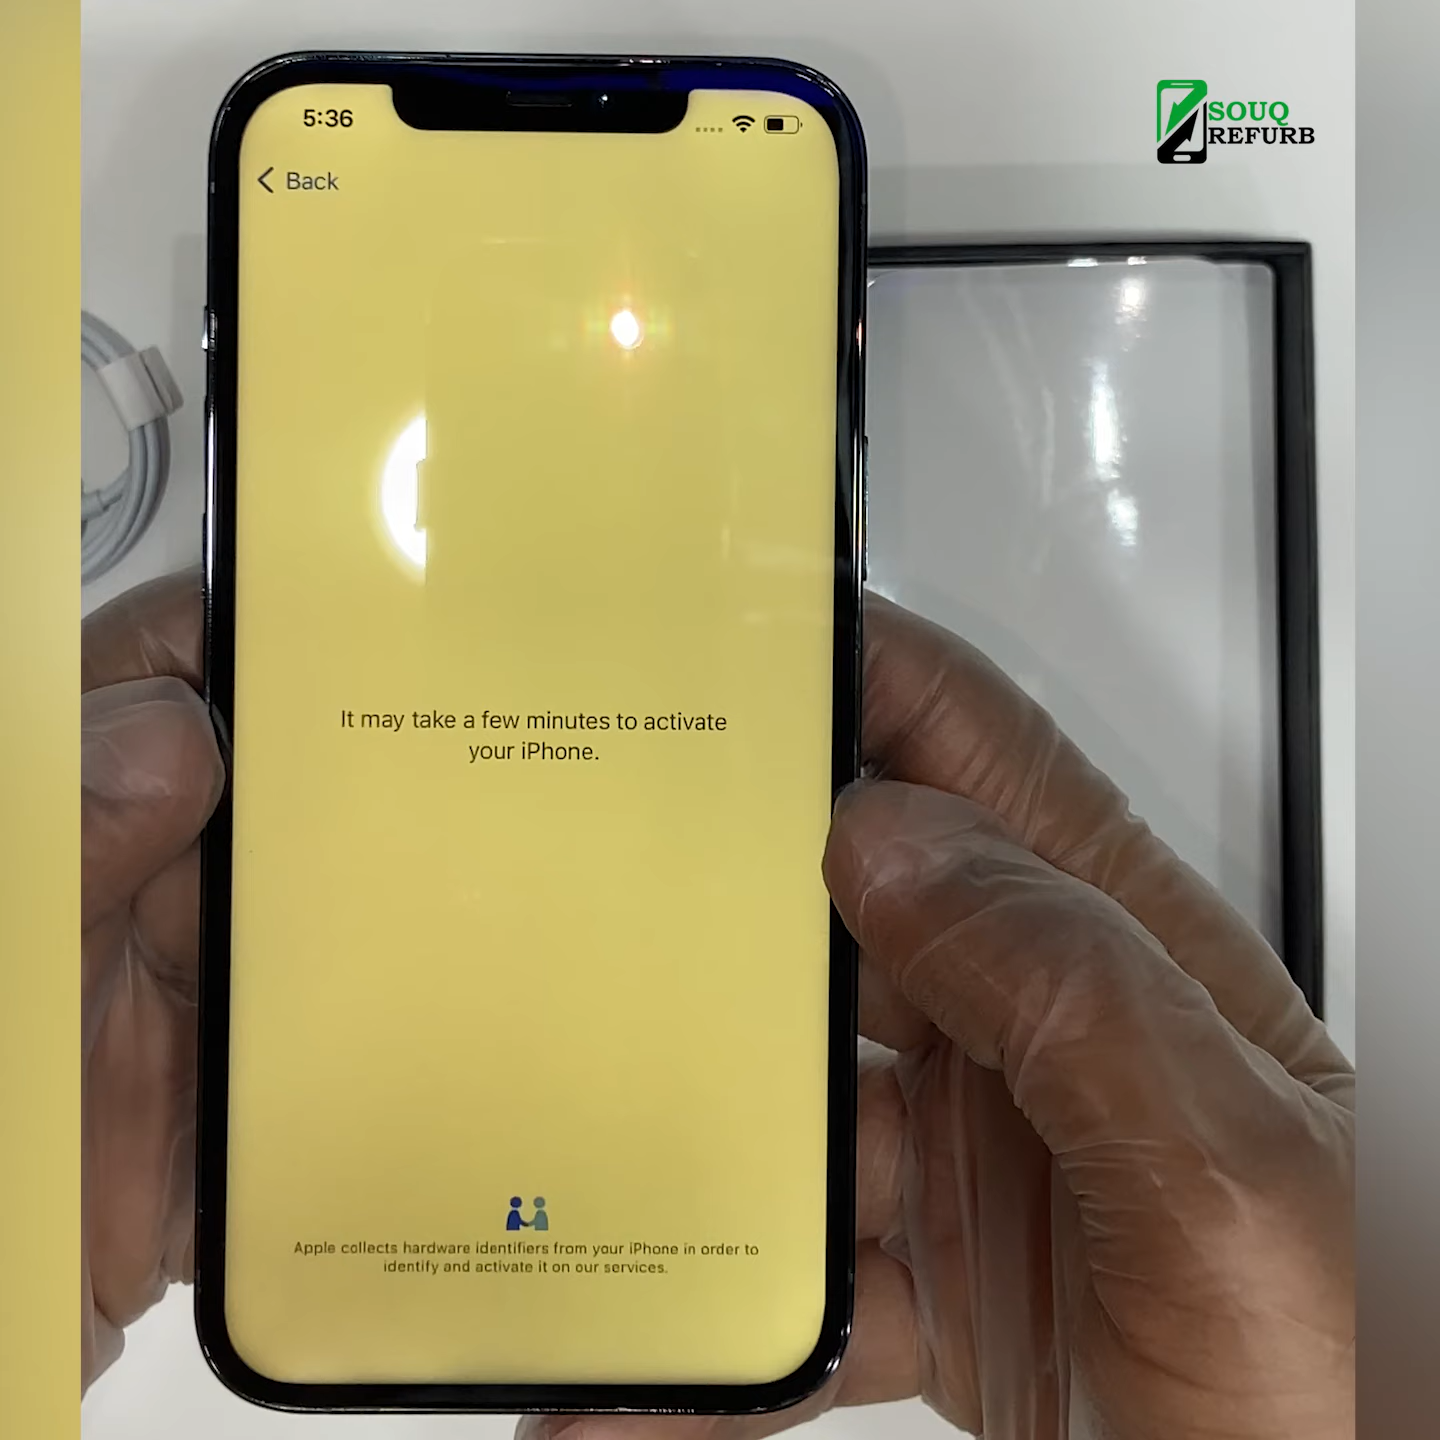 5:36
Back
SOUQ
REFURB
It may take a few minutes to activate
your iPhone.
Apple collects hardware identifiers from your iPhone in order to
identify and activate it on our services.